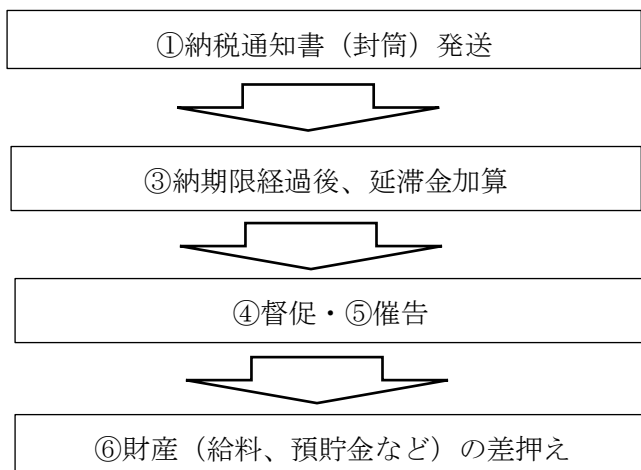 ①納税通知書（封筒）発送
③納期限経過後、延滞金加算
④督促・⑤催告
⑥財産（給料、預貯金など）の差押え